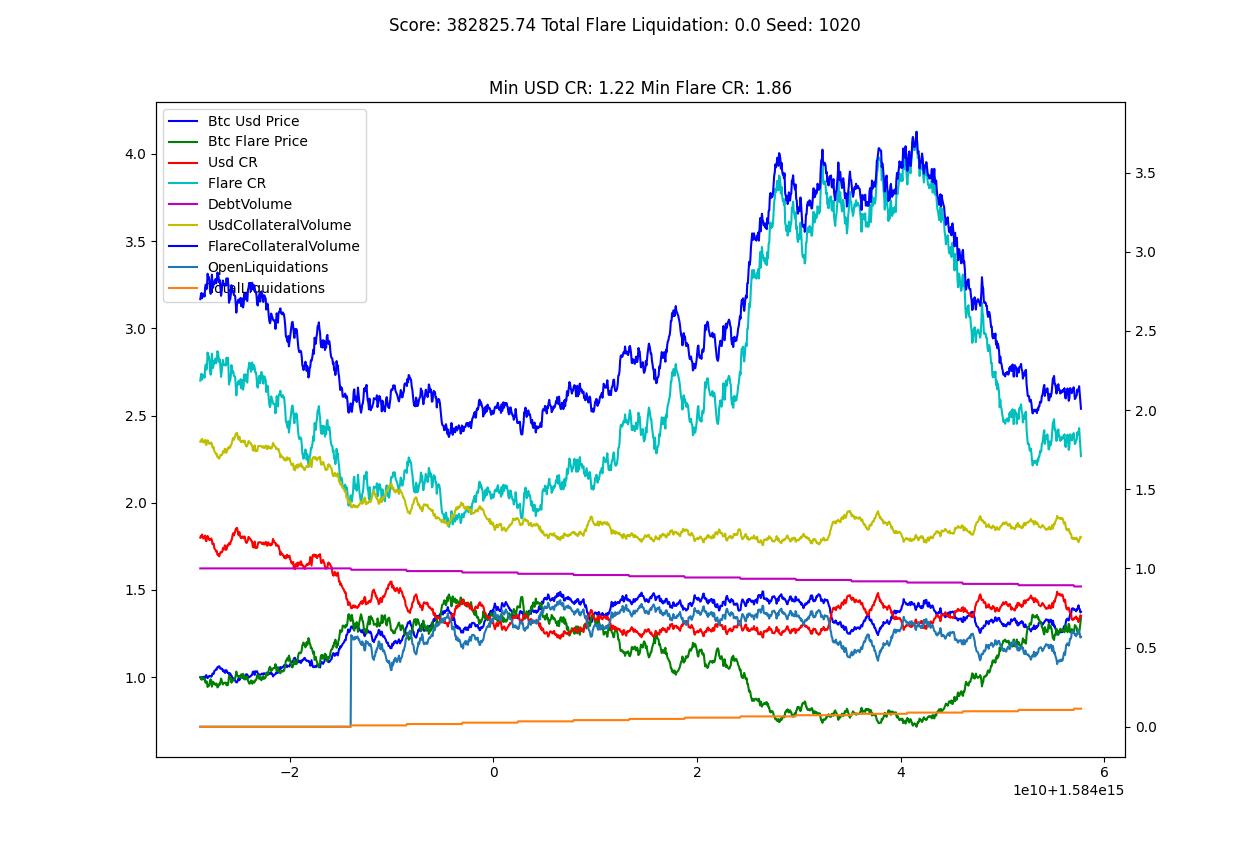 Score: 382825.74 Total Flare Liquidation: 0.0 Seed: 1020
Min USD CR: 1.22 Min Flare CR: 1.86
Btc Usd Price
Btc Flare Price
Usd CR
Flare CR
DebtVolume
UsdCollateralVolume
FlareCollateralVolume
OpenLiquidations
TotalLiquidations
4.0
3.5
3.0
2.5
2.0
1.5
1.0
3.5
3.0
2.5
2.0
1.5
1.0
0.5
0.0
−2
0
2
4
6
1e10+1.584e15